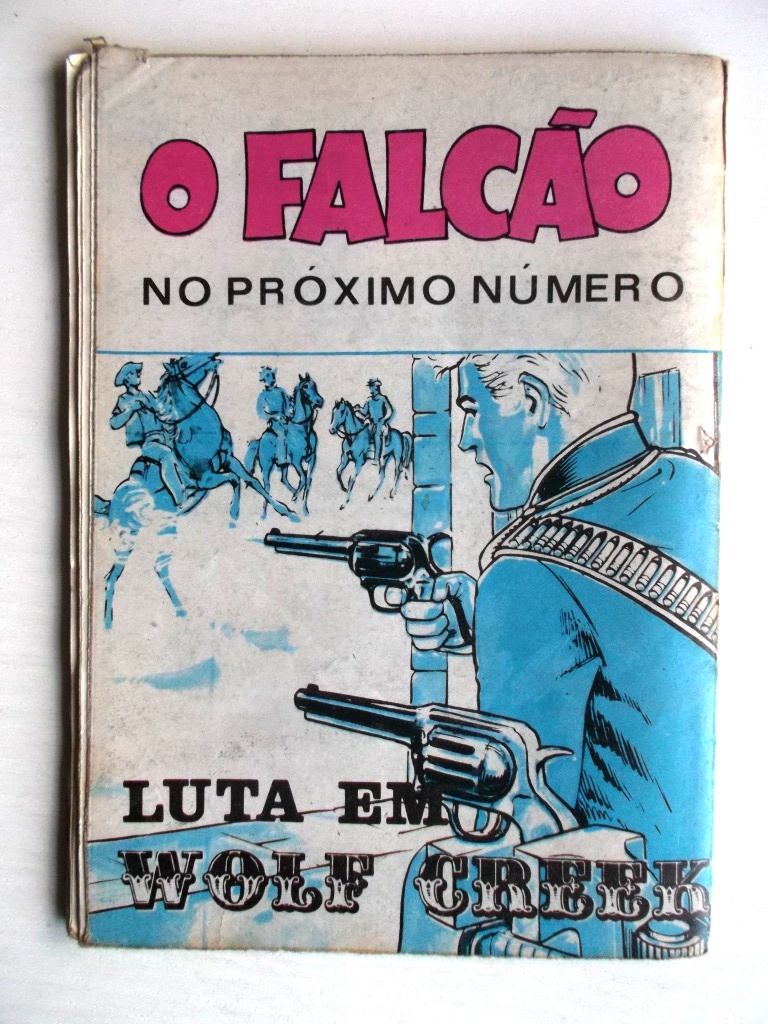 O FALCÃO
NO PRÓXIMO NÚMERO
LUTA EM
WOLF CREEK